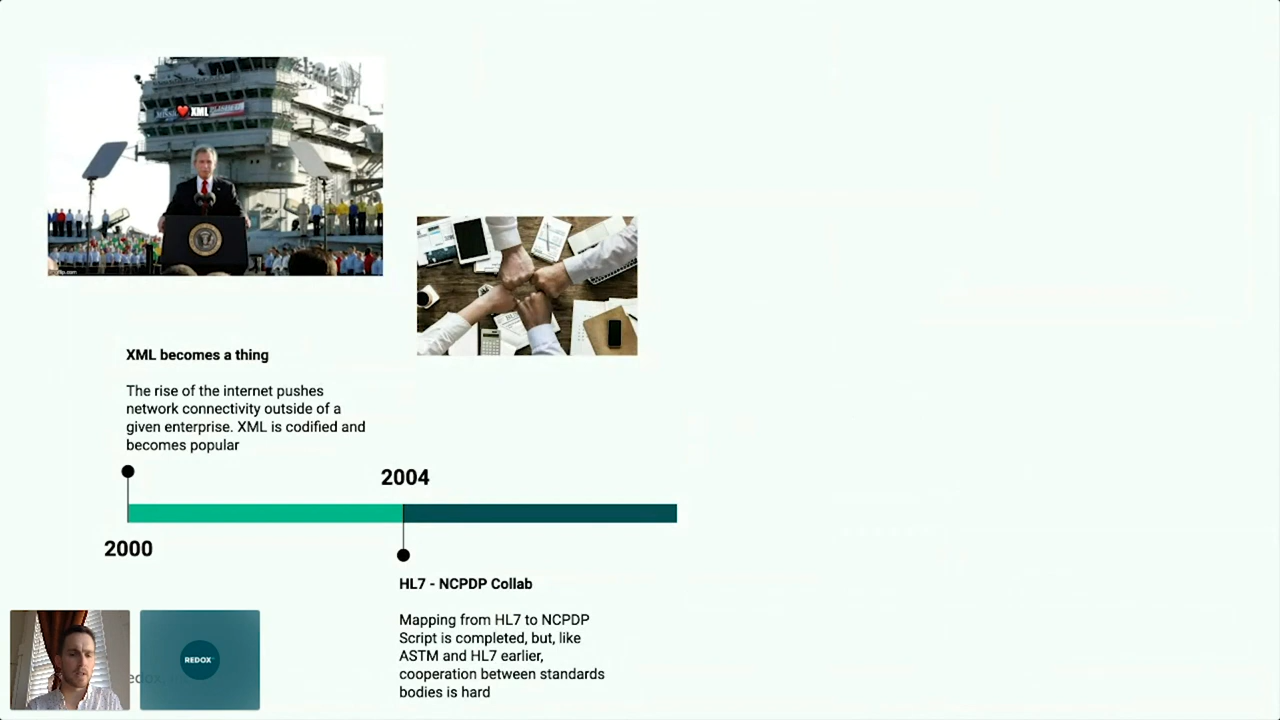 ❤️ XML
XML becomes a thing
The rise of the internet pushes
network connectivity outside of a
given enterprise. XML is codified and
becomes popular
2004
2000
HL7 - NCPDP Collab
Mapping from HL7 to NCPDP
Script is completed, but, like
ASTM and HL7 earlier,
cooperation between standards
bodies is hard
REDOX